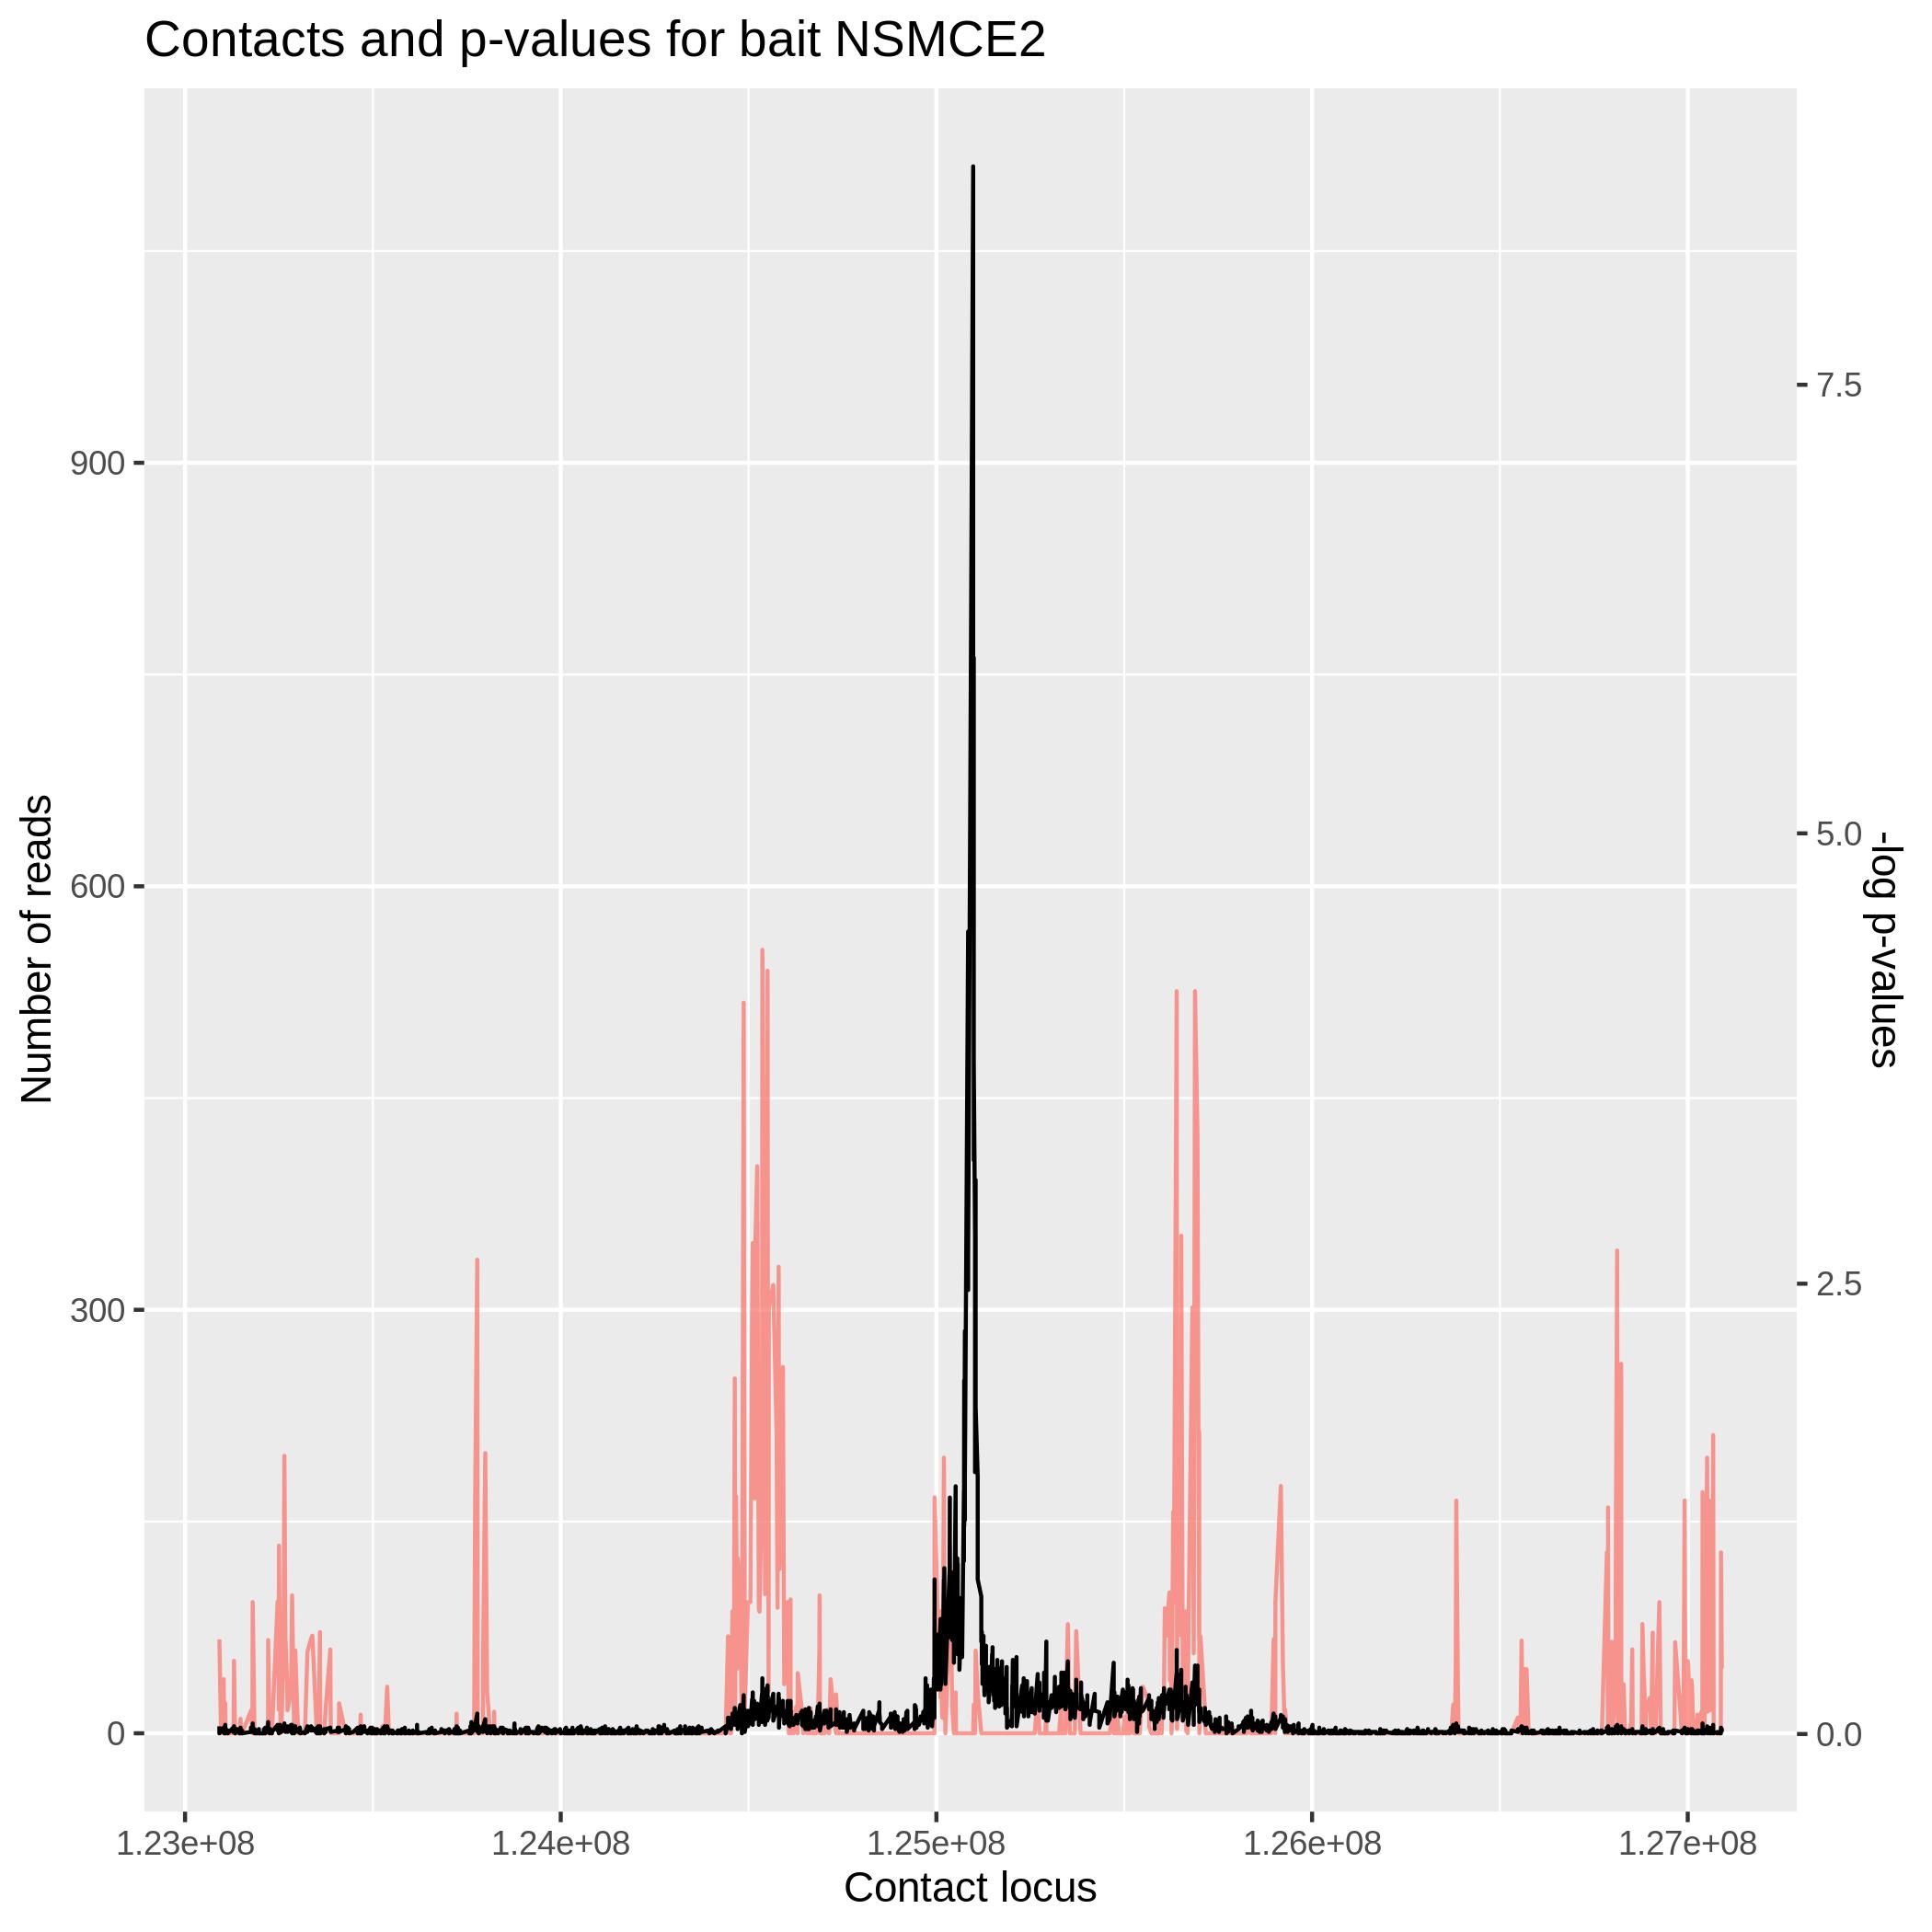 Contacts and p-values for bait NSMCE2
Number of reads
900
600
300
0
7.5
5.0
2.5
0.0
-log p-values
1.23e+08
1.24e+08
1.25e+08
1.26e+08
1.27e+08
Contact locus